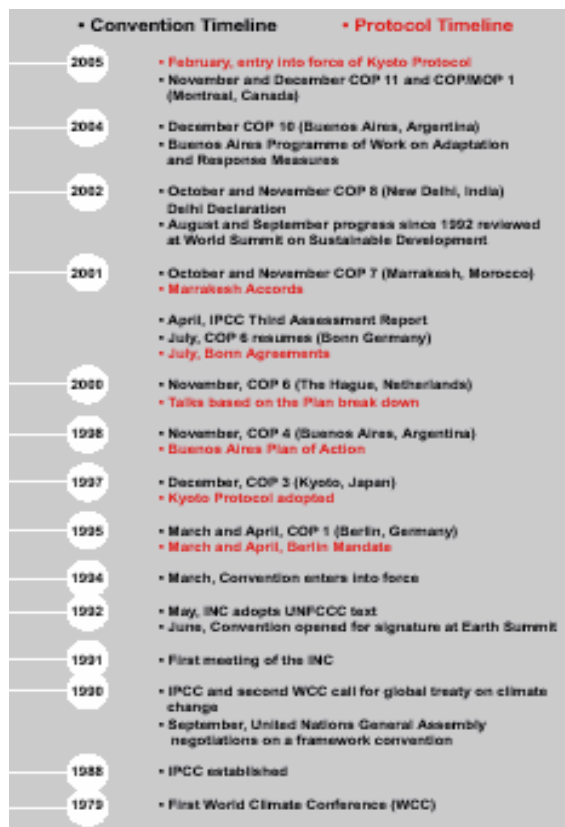 • Convention Timeline • Protocol Timeline
2005
• February, entry into force of Kyoto Protocol
• November and December COP 11 and COP/MOP 1
(Montreal, Canada)
2004
• December COP 10 (Buenos Aires, Argentina)
• Buenos Aires Programme of Work on Adaptation
and Response Measures
2002
• October and November COP 8 (New Delhi, India)
Delhi Declaration
• August and September progress since 1992 reviewed
at World Summit on Sustainable Development
2001
• October and November COP 7 (Marrakesh, Morocco)
• Marrakesh Accords
• April, IPCC Third Assessment Report
• July, COP 6 resumes (Bonn Germany)
• July, Bonn Agreements
2000
• November, COP 6 (The Hague, Netherlands)
• Talks based on the Plan break down
1998
• November, COP 4 (Buenos Aires, Argentina)
• Buenos Aires Plan of Action
1997
• December, COP 3 (Kyoto, Japan)
• Kyoto Protocol adopted
1995
• March and April, COP 1 (Berlin, Germany)
• March and April, Berlin Mandate
1994
• March, Convention enters into force
1992
• May, INC adopts UNFCCC text
• June, Convention opened for signature at Earth Summit
1991
• First meeting of the INC
1990
• IPCC and second WCC call for global treaty on climate
change
• September, United Nations General Assembly
negotiations on a framework convention
1988
• IPCC established
1979
• First World Climate Conference (WCC)